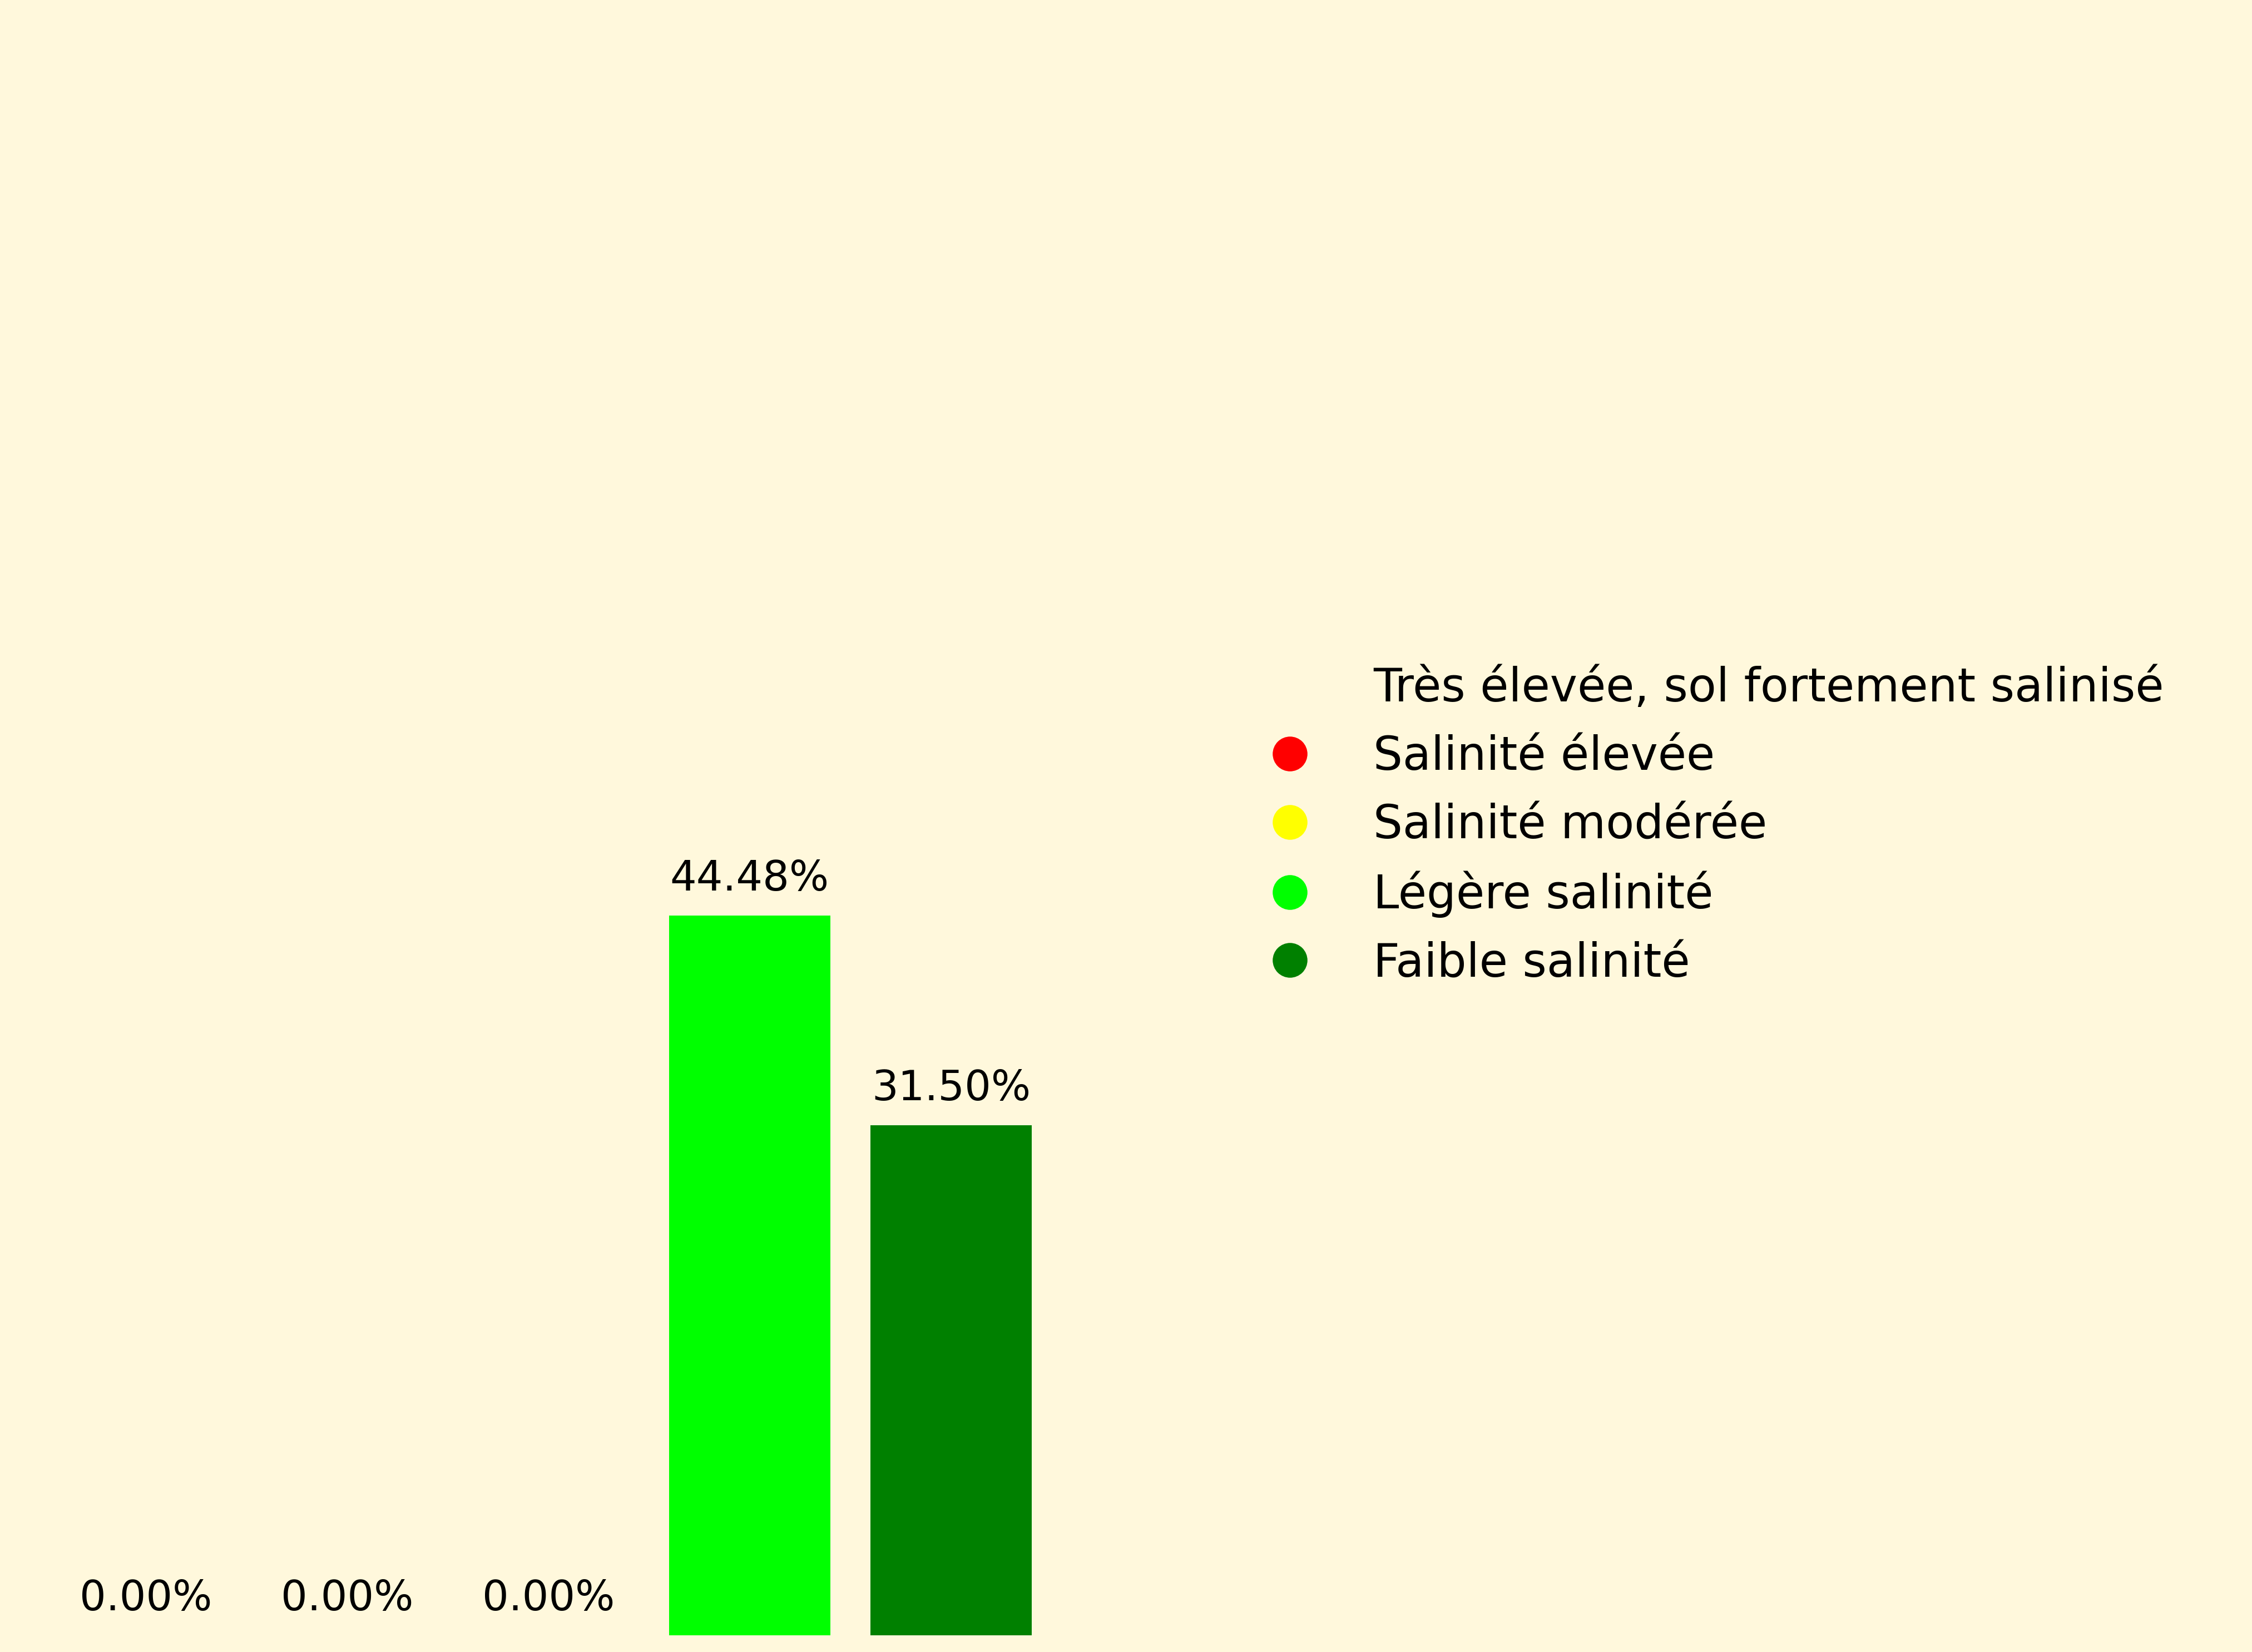 Très élevée, sol fortement salinisé
Salinité élevée
Salinité modérée
Légère salinité
Faible salinité
44.48%
31.50%
0.00%
0.00%
0.00%